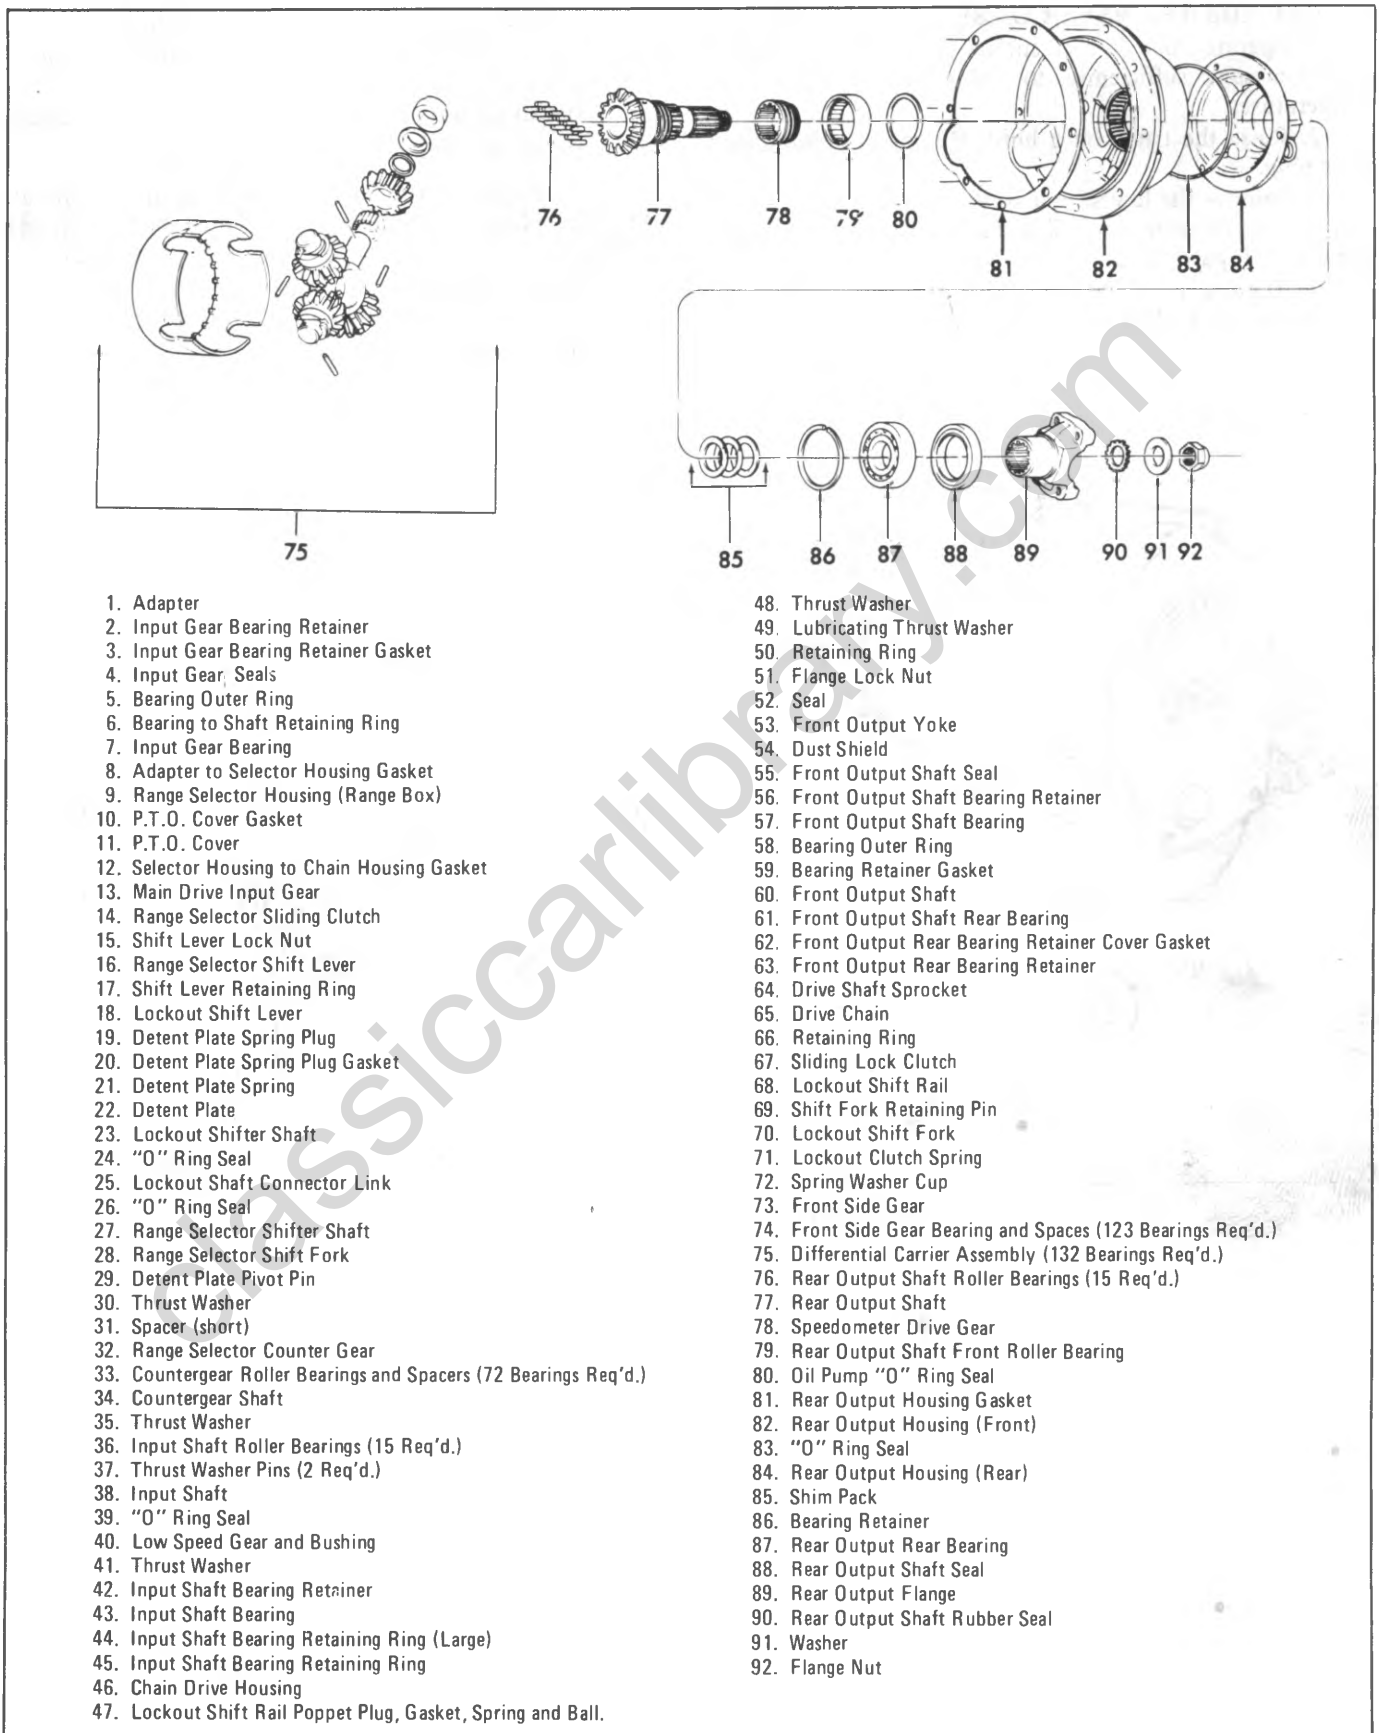 76 77 78 79 80
81 82 83 84
75
85 86 87 88 89 90 91 92
1. Adapter
2. Input Gear Bearing Retainer
3. Input Gear Bearing Retainer Gasket
4. Input Gear Seals
5. Bearing Outer Ring
6. Bearing to Shaft Retaining Ring
7. Input Gear Bearing
8. Adapter to Selector Housing Gasket
9. Range Selector Housing (Range Box)
10. P.T.O. Cover Gasket
11. P.T.O. Cover
12. Selector Housing to Chain Housing Gasket
13. Main Drive Input Gear
14. Range Selector Sliding Clutch
15. Shift Lever Lock Nut
16. Range Selector Shift Lever
17. Shift Lever Retaining Ring
18. Lockout Shift Lever
19. Detent Plate Spring Plug
20. Detent Plate Spring Plug Gasket
21. Detent Plate Spring
22. Detent Plate
23. Lockout Shifter Shaft
24. "O" Ring Seal
25. Lockout Shaft Connector Link
26. "O" Ring Seal
27. Range Selector Shifter Shaft
28. Range Selector Shift Fork
29. Detent Plate Pivot Pin
30. Thrust Washer
31. Spacer (short)
32. Range Selector Counter Gear
33. Countergear Roller Bearings and Spacers (72 Bearings Req'd.)
34. Countergear Shaft
35. Thrust Washer
36. Input Shaft Roller Bearings (15 Req'd.)
37. Thrust Washer Pins (2 Req'd.)
38. Input Shaft
39. "O" Ring Seal
40. Low Speed Gear and Bushing
41. Thrust Washer
42. Input Shaft Bearing Retainer
43. Input Shaft Bearing
44. Input Shaft Bearing Retaining Ring (Large)
45. Input Shaft Bearing Retaining Ring
46. Chain Drive Housing
47. Lockout Shift Rail Poppet Plug, Gasket, Spring and Ball.
48. Thrust Washer
49. Lubricating Thrust Washer
50. Retaining Ring
51. Flange Lock Nut
52. Seal
53. Front Output Yoke
54. Dust Shield
55. Front Output Shaft Seal
56. Front Output Shaft Bearing Retainer
57. Front Output Shaft Bearing
58. Bearing Outer Ring
59. Bearing Retainer Gasket
60. Front Output Shaft
61. Front Output Shaft Rear Bearing
62. Front Output Rear Bearing Retainer Cover Gasket
63. Front Output Rear Bearing Retainer
64. Drive Shaft Sprocket
65. Drive Chain
66. Retaining Ring
67. Sliding Lock Clutch
68. Lockout Shift Rail
69. Shift Fork Retaining Pin
70. Lockout Shift Fork
71. Lockout Clutch Spring
72. Spring Washer Cup
73. Front Side Gear
74. Front Side Gear Bearing and Spaces (123 Bearings Req'd.)
75. Differential Carrier Assembly (132 Bearings Req'd.)
76. Rear Output Shaft Roller Bearings (15 Req'd.)
77. Rear Output Shaft
78. Speedometer Drive Gear
79. Rear Output Shaft Front Roller Bearing
80. Oil Pump "O" Ring Seal
81. Rear Output Housing Gasket
82. Rear Output Housing (Front)
83. "O" Ring Seal
84. Rear Output Housing (Rear)
85. Shim Pack
86. Bearing Retainer
87. Rear Output Rear Bearing
88. Rear Output Shaft Seal
89. Rear Output Flange
90. Rear Output Shaft Rubber Seal
91. Washer
92. Flange Nut
classiccarlibrary.com